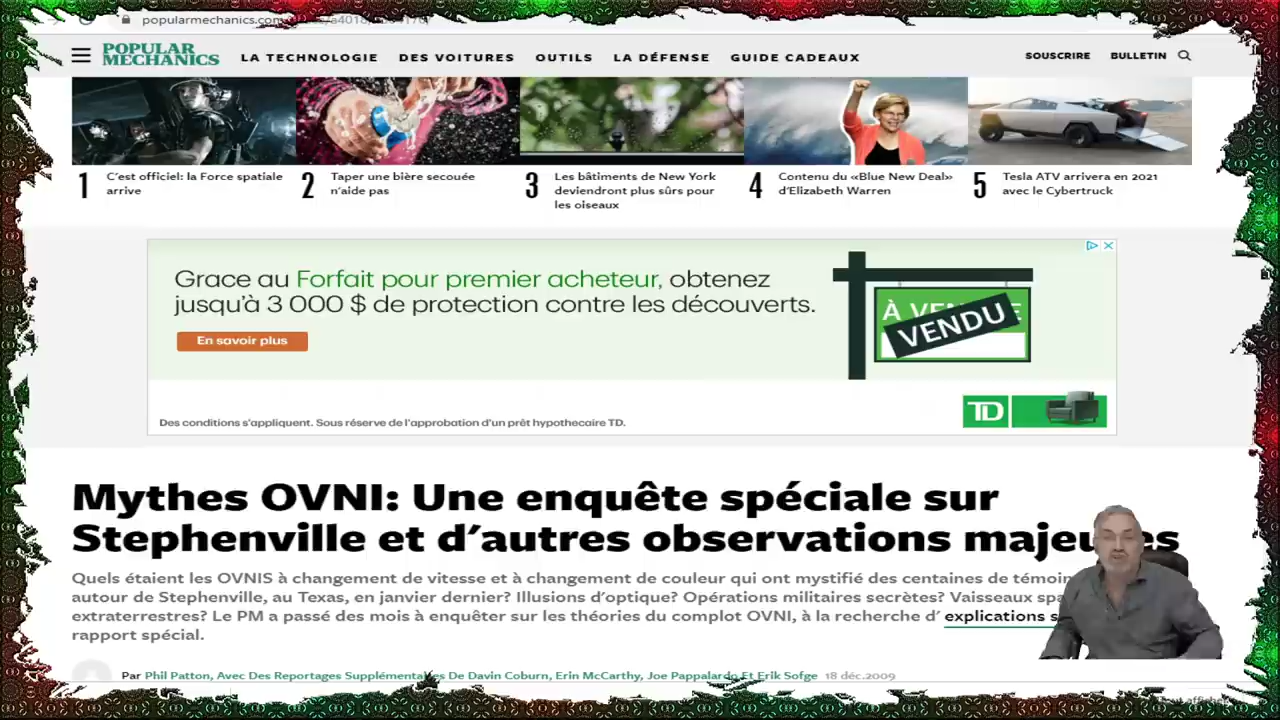 popularmechanics.com
POPULAR
MECHANICS
LA TECHNOLOGIE DES VOITURES OUTILS LA DÉFENSE GUIDE CADEAUX
SOUSCRIRE BULLETIN
1 C'est officiel: la Force spatiale
arrive
2 Taper une bière secouée
n'aide pas
3 Les bâtiments de New York
deviendront plus sûrs pour
les oiseaux
4 Contenu du «Blue New Deal»
d'Elizabeth Warren
5 Tesla ATV arrivera en 2021
avec le Cybertruck
Grace au Forfait pour premier acheteur, obtenez
jusqu'à 3 000 $ de protection contre les découverts.
En savoir plus
À
VENDU
TD
Des conditions s'appliquent. Sous réserve de l'approbation d'un prêt hypothecaire TD.
Mythes OVNI: Une enquête spéciale sur
Stephenville et d'autres observations majeures
Quels étaient les OVNIS à changement de vitesse et à changement de couleur qui ont mystifié des centaines de
autour de Stephenville, au Texas, en janvier dernier? Illusions d'optique? Opérations militaires secrètes? Vaisseaux
extraterrestres? Le PM a passé des mois à enquêter sur les théories du complot OVNI, à la recherche d' explications
rapport spécial.
Par Phil Patton, Avec Des Reportages Supplémentaires De Davin Coburn, Erin McCarthy, Joe Pappalardo Et Erik Sofge 18 déc.2009